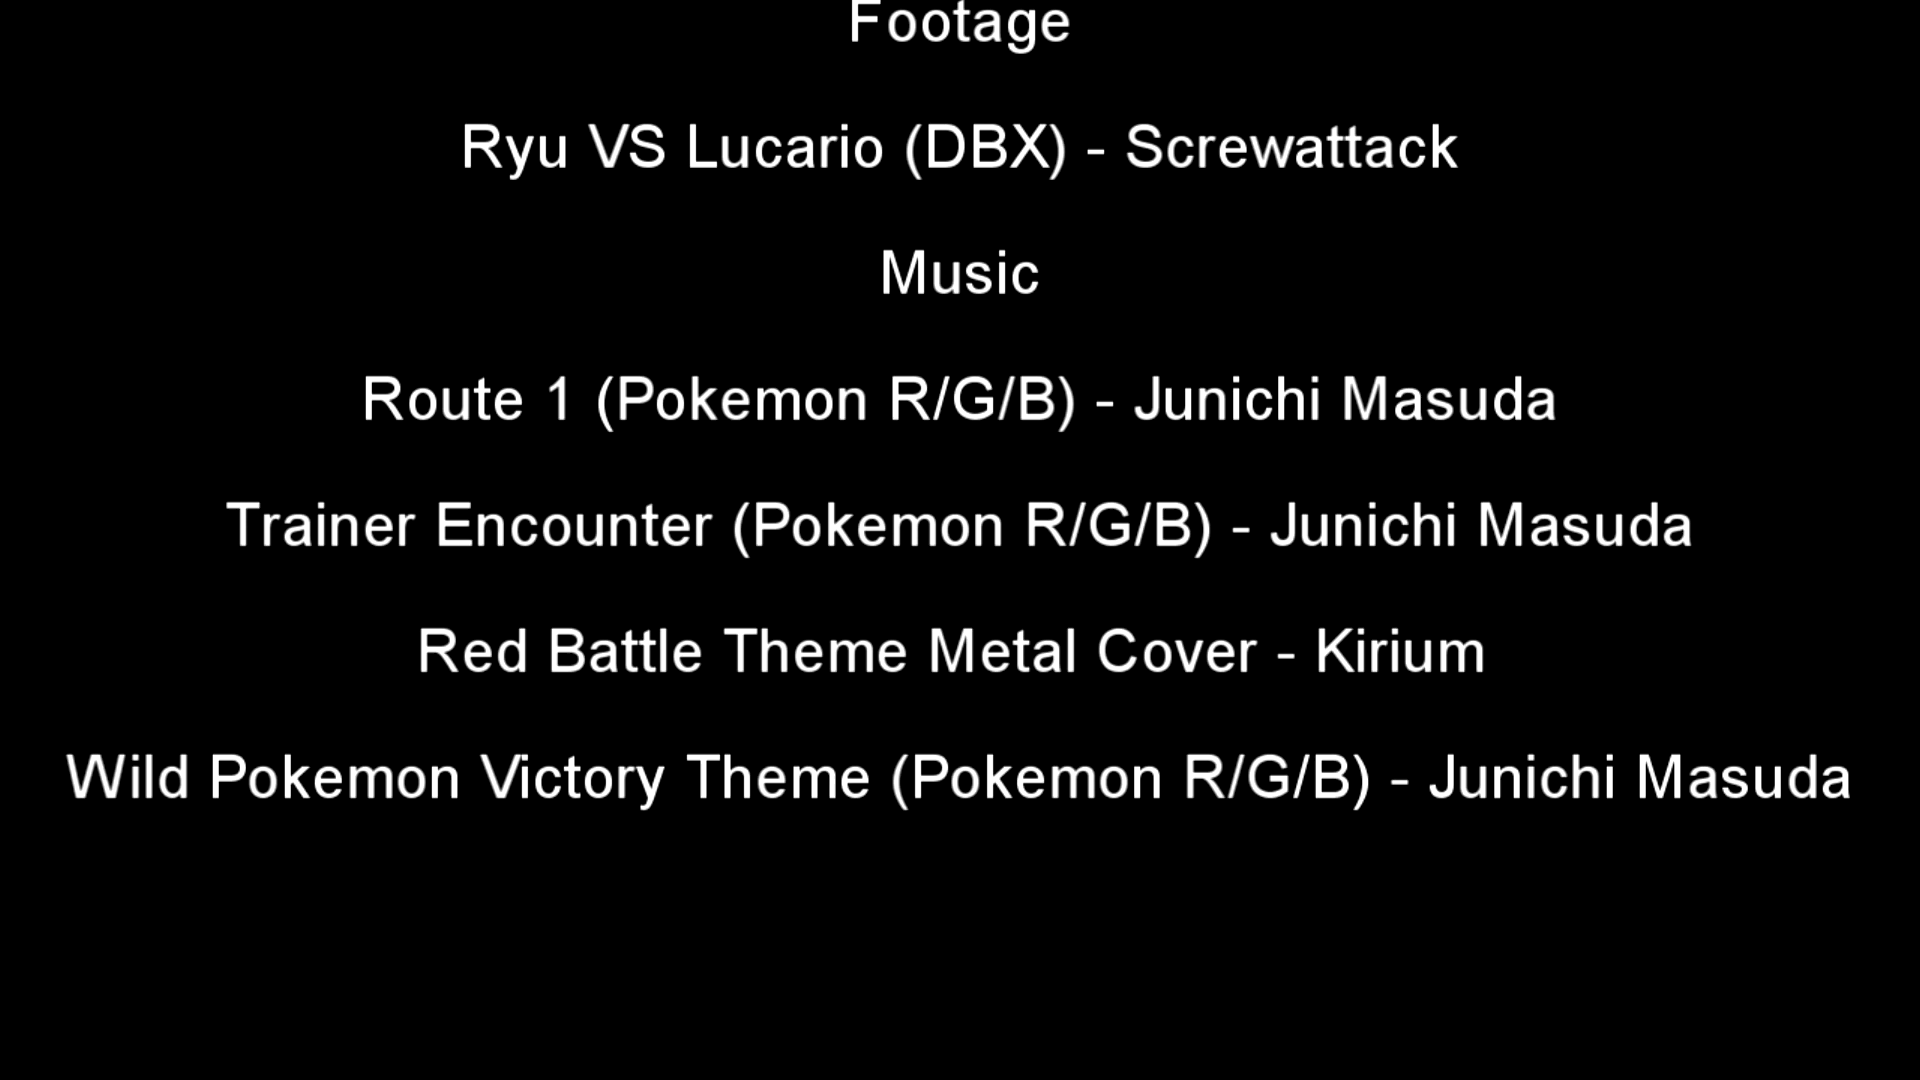 Footage
Ryu VS Lucario (DBX) - Screwattack
Music
Route 1 (Pokemon R/G/B) - Junichi Masuda
Trainer Encounter (Pokemon R/G/B) - Junichi Masuda
Red Battle Theme Metal Cover - Kirium
Wild Pokemon Victory Theme (Pokemon R/G/B) - Junichi Masuda